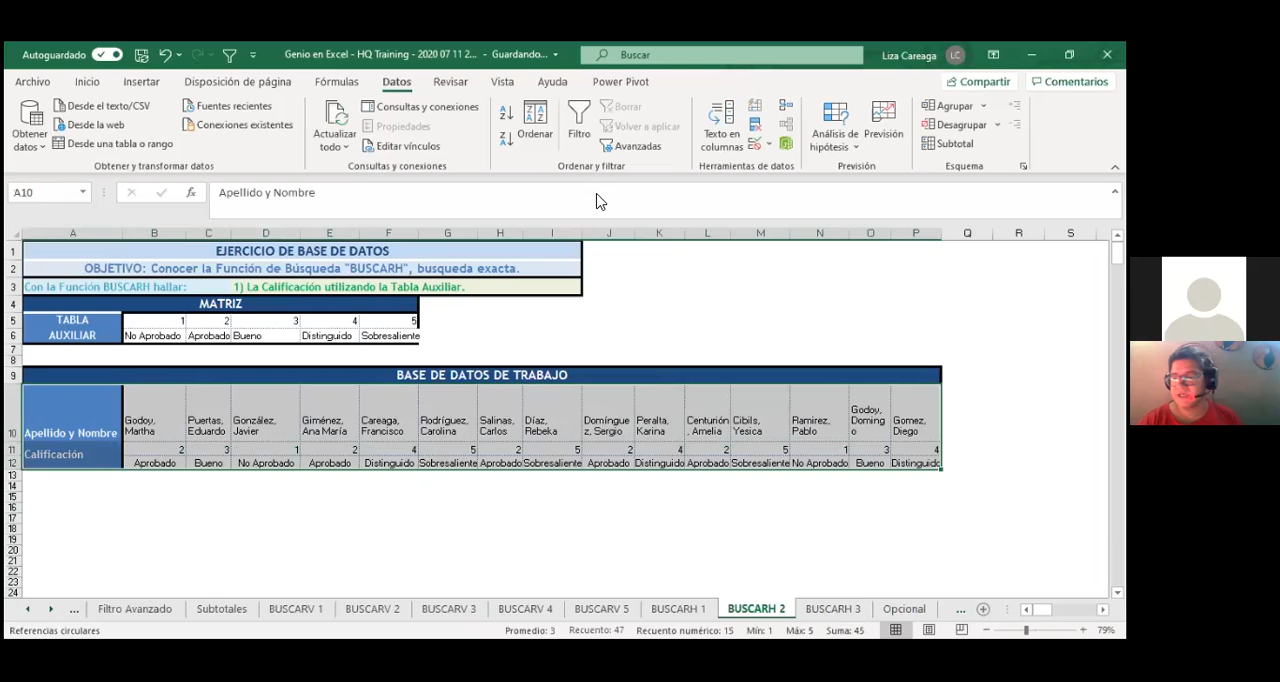 Autoguardado Genio en Excel - HQ Training - 2020 07 11 2... - Guardando... Buscar Liza Careaga LC
Archivo Inicio Insertar Disposición de página Fórmulas Datos Revisar Vista Ayuda Power Pivot Compartir Comentarios
Obtener datos
Desde el texto/CSV
Desde la web
Desde una tabla o rango
Fuentes recientes
Conexiones existentes
Obtener y transformar datos
Actualizar todo
Consultas y conexiones
Propiedades
Editar vínculos
Consultas y conexiones
Ordenar
Filtro
Borrar
Volver a aplicar
Avanzadas
Ordenar y filtrar
Texto en columnas
Herramientas de datos
Análisis de hipótesis
Previsión
Previsión
Agrupar
Desagrupar
Subtotal
Esquema
A10 fx Apellido y Nombre
A B C D E F G H I J K L M N O P Q R S
1 EJERCICIO DE BASE DE DATOS
2 OBJETIVO: Conocer la Función de Búsqueda "BUSCARH", busqueda exacta.
3 Con la Función BUSCARH hallar: 1) La Calificación utilizando la Tabla Auxiliar.
4 MATRIZ
5 TABLA 1 2 3 4 5
6 AUXILIAR No Aprobado Aprobado Bueno Distinguido Sobresaliente
7
8
9 BASE DE DATOS DE TRABAJO
10 Apellido y Nombre Godoy, Martha Puertas, Eduardo González, Javier Giménez, Ana María Careaga, Francisco Rodríguez, Carolina Salinas, Carlos Díaz, Rebeka Domíngue z, Sergio Peralta, Karina Centurión , Amelia Cibils, Yesica Ramirez, Pablo Godoy, Doming o Gomez, Diego
11 Calificación 2 3 1 2 4 5 2 5 2 4 2 5 1 3 4
12 Aprobado Bueno No Aprobado Aprobado Distinguido Sobresaliente Aprobado Sobresaliente Aprobado Distinguido Aprobado Sobresaliente No Aprobado Bueno Distinguido
13
14
15
16
17
18
19
20
21
22
23
24
... Filtro Avanzado Subtotales BUSCARV 1 BUSCARV 2 BUSCARV 3 BUSCARV 4 BUSCARV 5 BUSCARH 1 BUSCARH 2 BUSCARH 3 Opcional ...
Referencias circulares Promedio: 3 Recuento: 47 Recuento numérico: 15 Mín: 1 Máx: 5 Suma: 45 79%